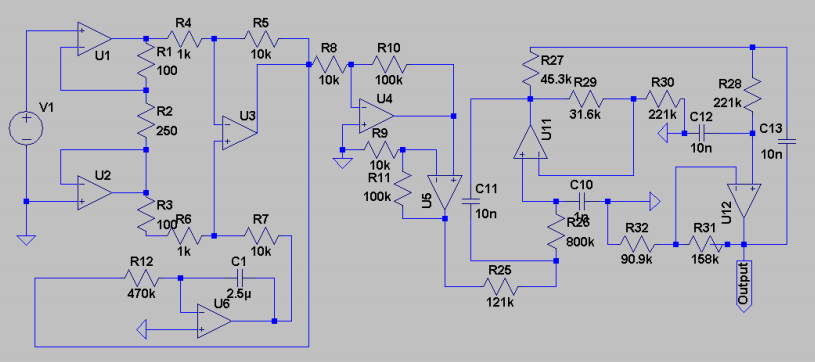 V1
U1
R1
100
R2
250
U2
R3
100
R4
1k
R5
10k
U3
R6
1k
R7
10k
R12
470k
C1
2.5µ
U6
R8
10k
R10
100k
U4
R9
10k
R11
100k
U5
C11
10n
R25
121k
R26
800k
C10
1n
U11
R27
45.3k
R29
31.6k
R30
221k
C12
10n
R28
221k
C13
10n
U12
R32
90.9k
R31
158k
Output